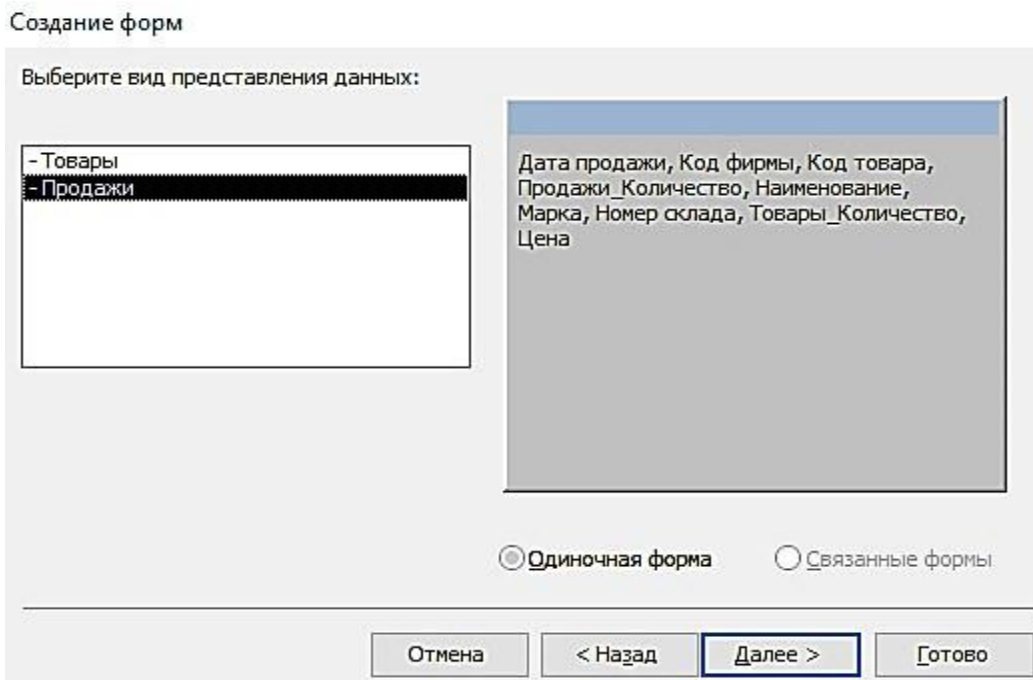 Создание форм
Выберите вид представления данных:
- Товары
- Продажи
Дата продажи, Код фирмы, Код товара,
Продажи_Количество, Наименование,
Марка, Номер склада, Товары_Количество,
Цена
Одиночная форма
Связанные формы
Отмена
< Назад
Далее >
Готово